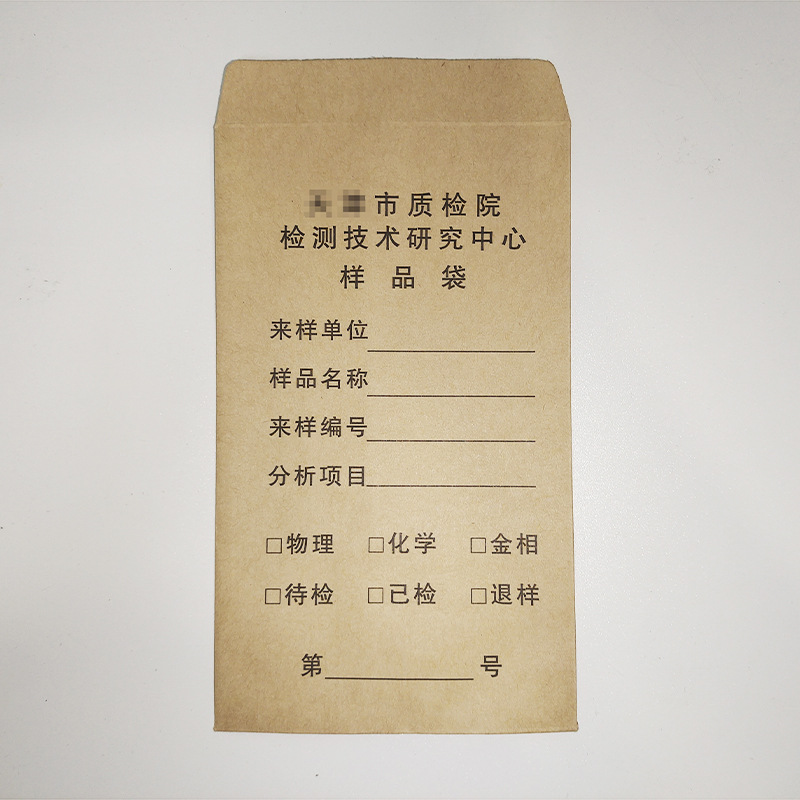 市质检院
检测技术研究中心
样品袋
来样单位
样品名称
来样编号
分析项目
□物理 □化学 □金相
□待检 □已检 □退样
第 号